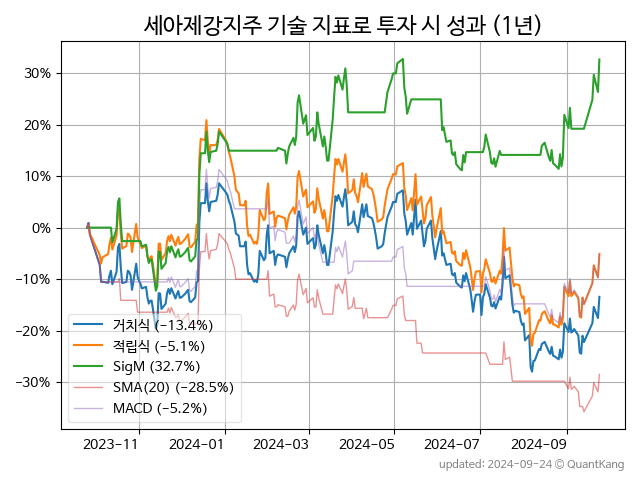 세아제강지주 기술 지표로 투자 시 성과 (1년)
30%
20%
10%
0%
−10%
−20%
−30%
거치식 (−13.4%)
적립식 (−5.1%)
SigM (32.7%)
SMA(20) (−28.5%)
MACD (−5.2%)
2023-11
2024-01
2024-03
2024-05
2024-07
2024-09
updated: 2024-09-24 © QuantKang